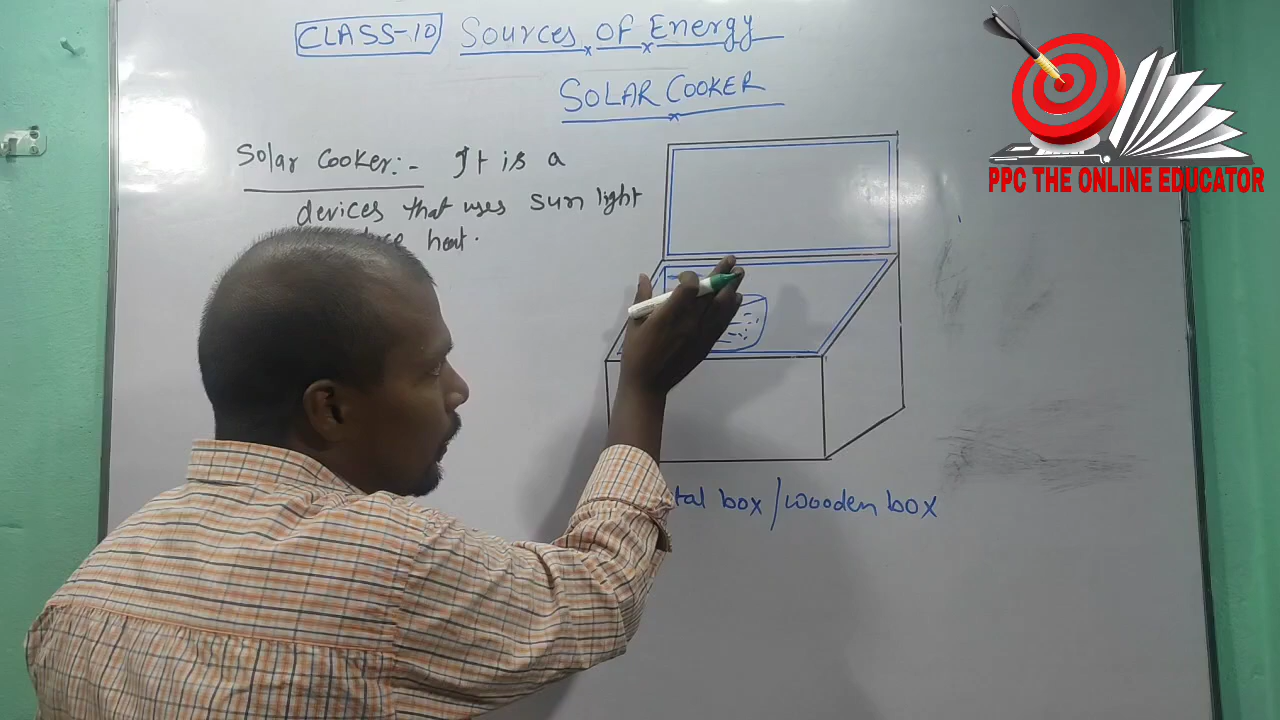 CLASS-10 Sources of Energy
SOLAR COOKER
Solar Cooker:- It is a
devices that uses sun light
heat.
tal box/wooden box
PPC THE ONLINE EDUCATOR